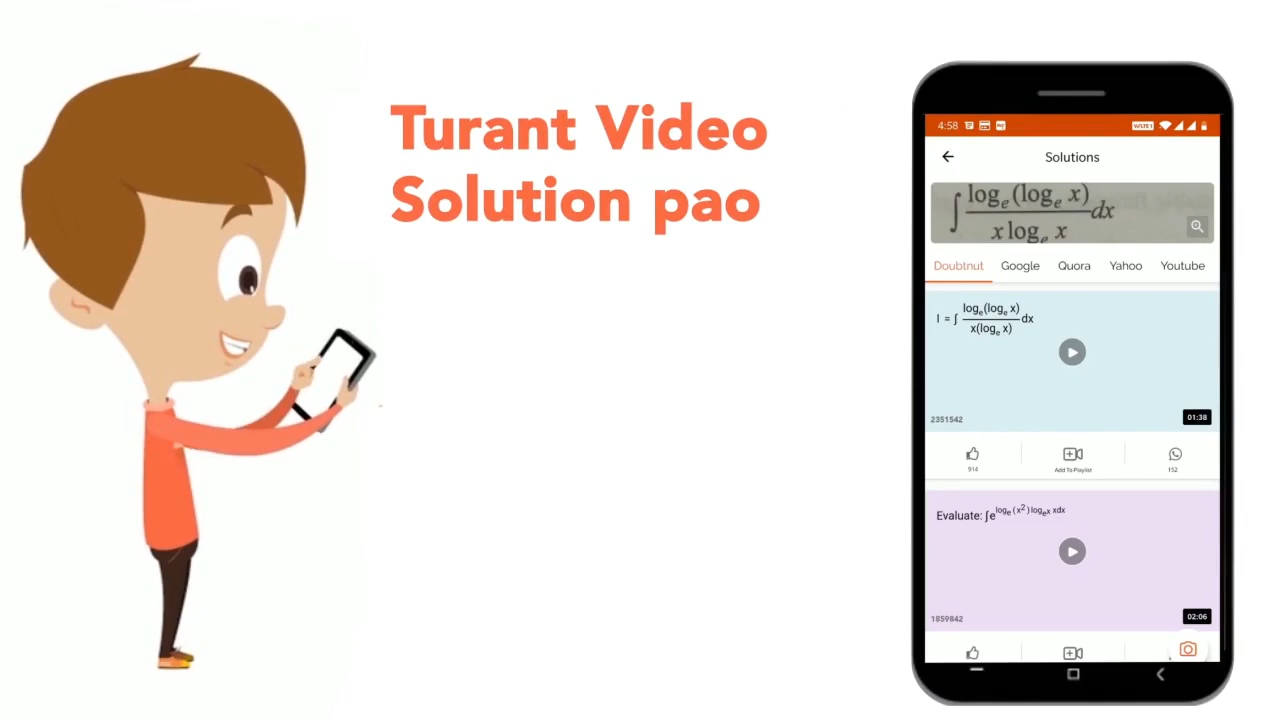 Turant Video
Solution pao
4:58
VoLTE1
Solutions
∫ logₑ(logₑ x) / x logₑ x dx
Doubtnut Google Quora Yahoo Youtube
I = ∫ logₑ(logₑ x) / x(logₑ x) dx
2351542 01:38
914 Add To Playlist 152
Evaluate: ∫e^logₑ(x²)logₑx xdx
1859842 02:06